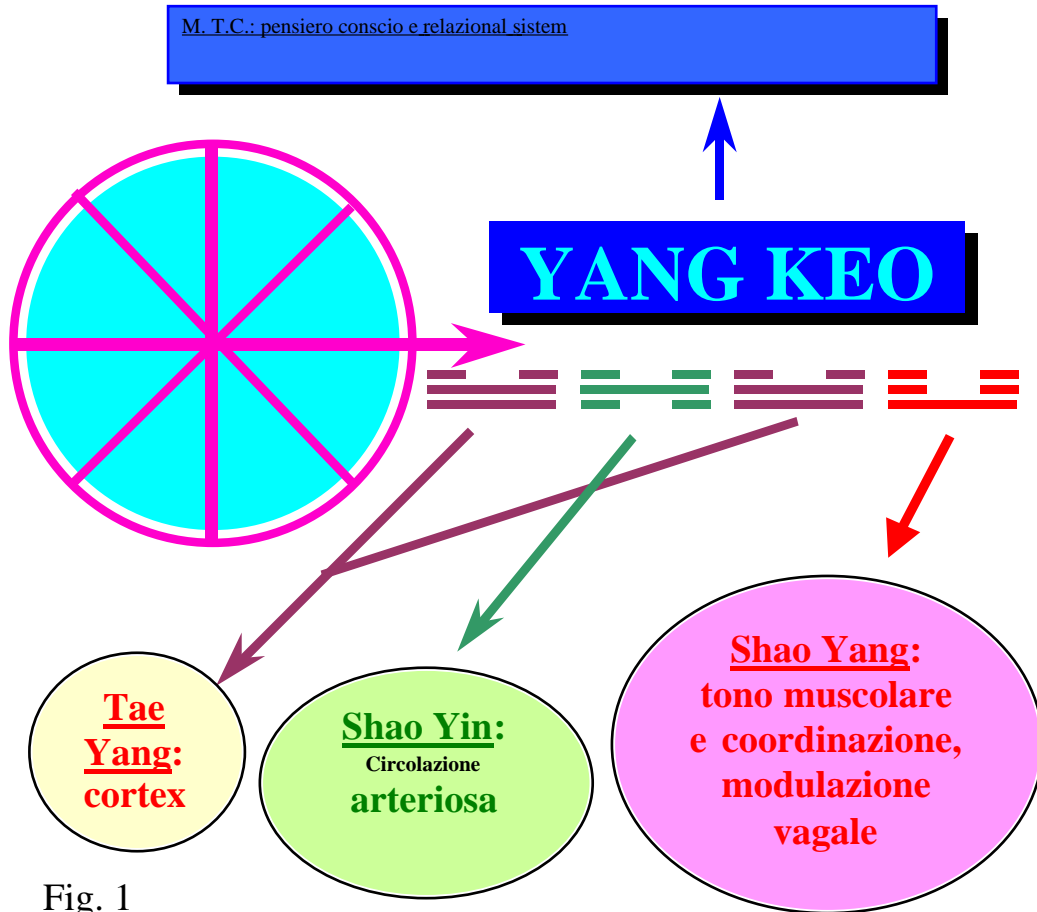 M. T.C.: pensiero conscio e relazional sistem
YANG KEO
Tae
Yang:
cortex
Shao Yin:
Circolazione
arteriosa
Shao Yang:
tono muscolare
e coordinazione,
modulazione
vagale
Fig. 1